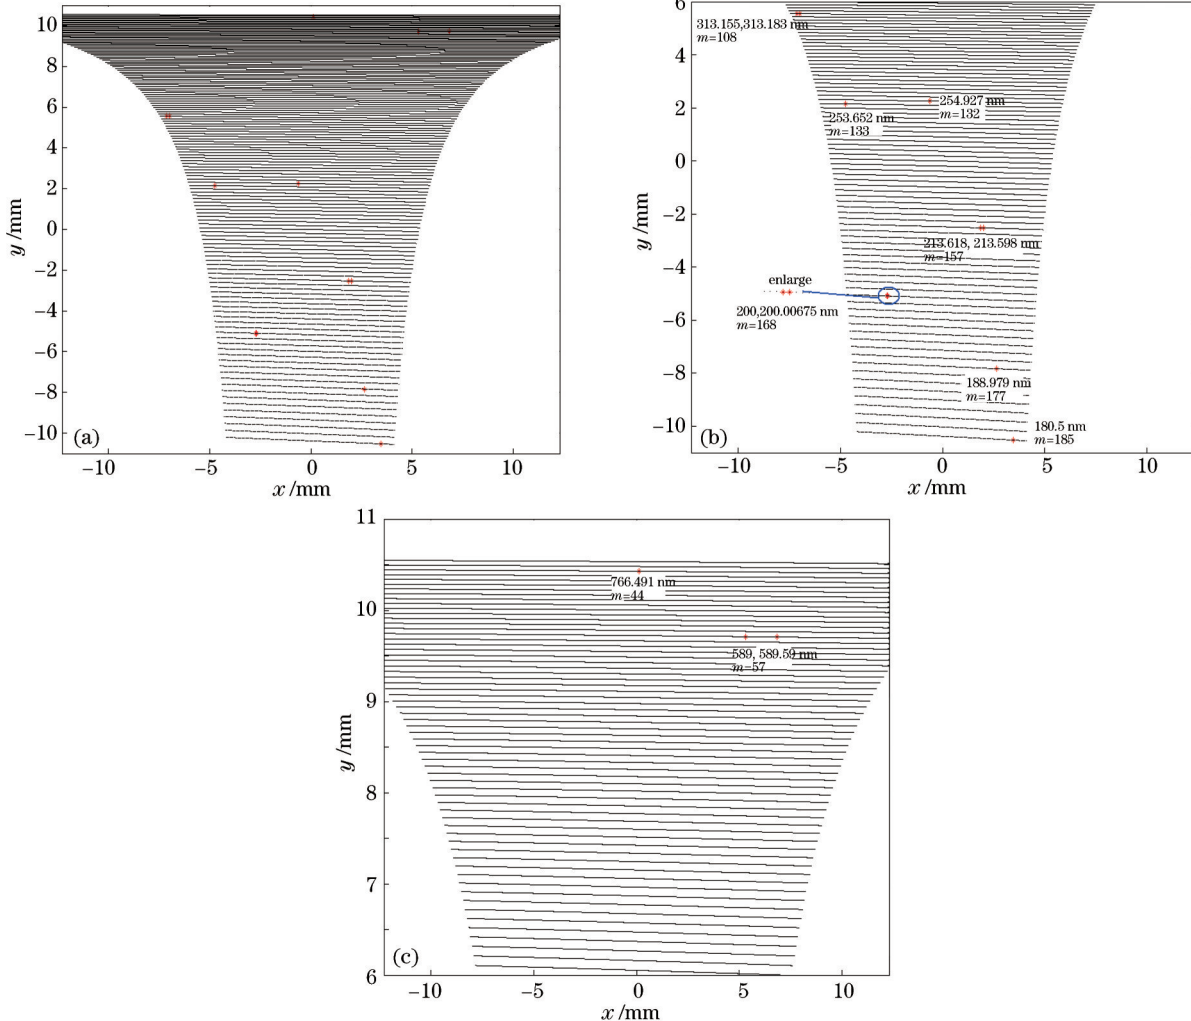 10
8
6
4
2
0
−2
−4
−6
−8
−10
y /mm
(a)
−10
−5
0
5
10
x /mm
6
4
2
0
−2
−4
−6
−8
−10
y /mm
313.155,313.183 nm
m=108
254.927 nm
m=132
253.652 nm
m=133
213.618, 213.598 nm
m=157
enlarge
200,200.00675 nm
m=168
188.979 nm
m=177
180.5 nm
m=185
(b)
−10
−5
0
5
10
x /mm
11
10
9
8
7
6
y /mm
766.491 nm
m=44
589, 589.59 nm
m=57
(c)
−10
−5
0
5
10
x /mm